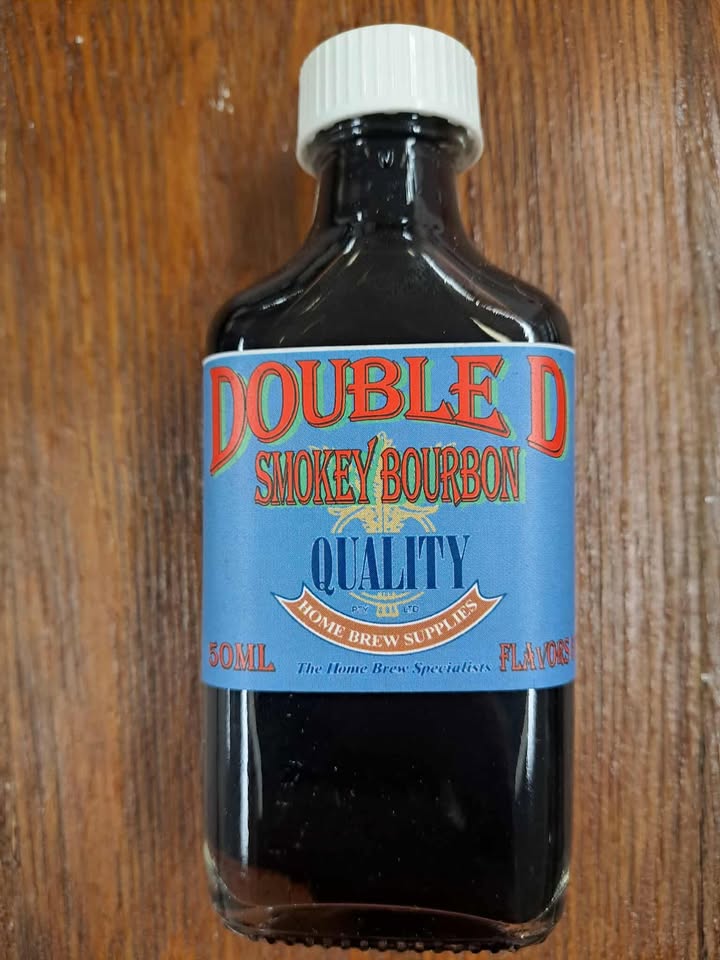 DOUBLE D
SMOKEY BOURBON
QUALITY
PTY LTD
HOME BREW SUPPLIES
50ML
The Home Brew Specialists
FLAVORS